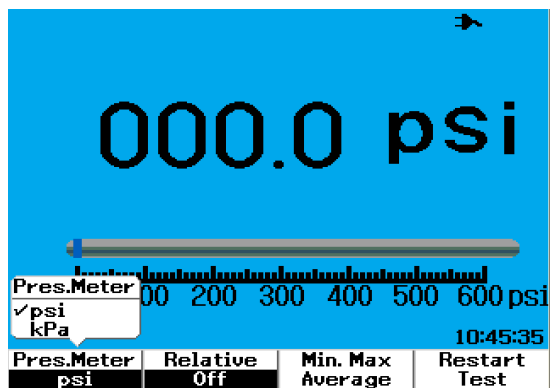 000.0 psi
00 200 300 400 500 600 psi
Pres.Meter
✓psi
kPa
10:45:35
Pres.Meter Relative Min. Max Restart
psi Off Average Test